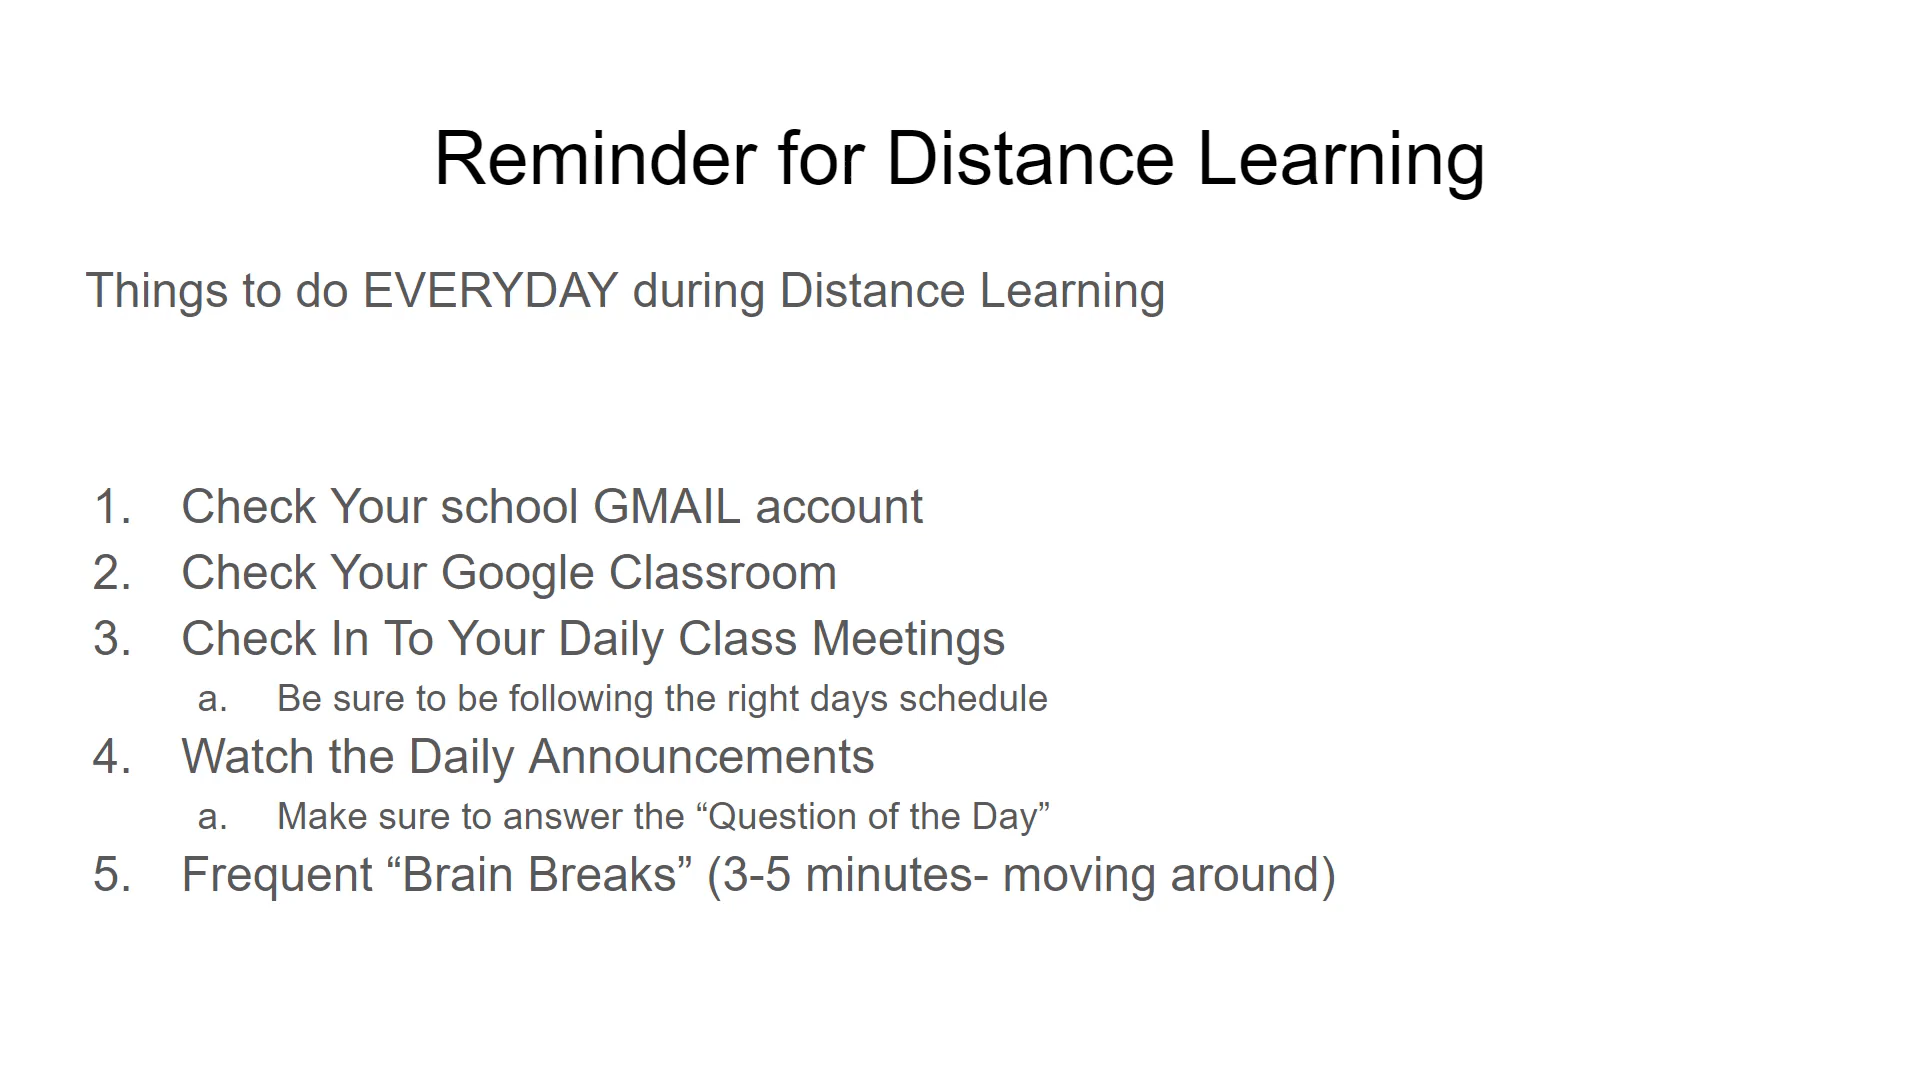 Reminder for Distance Learning
Things to do EVERYDAY during Distance Learning
1. Check Your school GMAIL account
2. Check Your Google Classroom
3. Check In To Your Daily Class Meetings
a. Be sure to be following the right days schedule
4. Watch the Daily Announcements
a. Make sure to answer the “Question of the Day”
5. Frequent “Brain Breaks” (3-5 minutes- moving around)